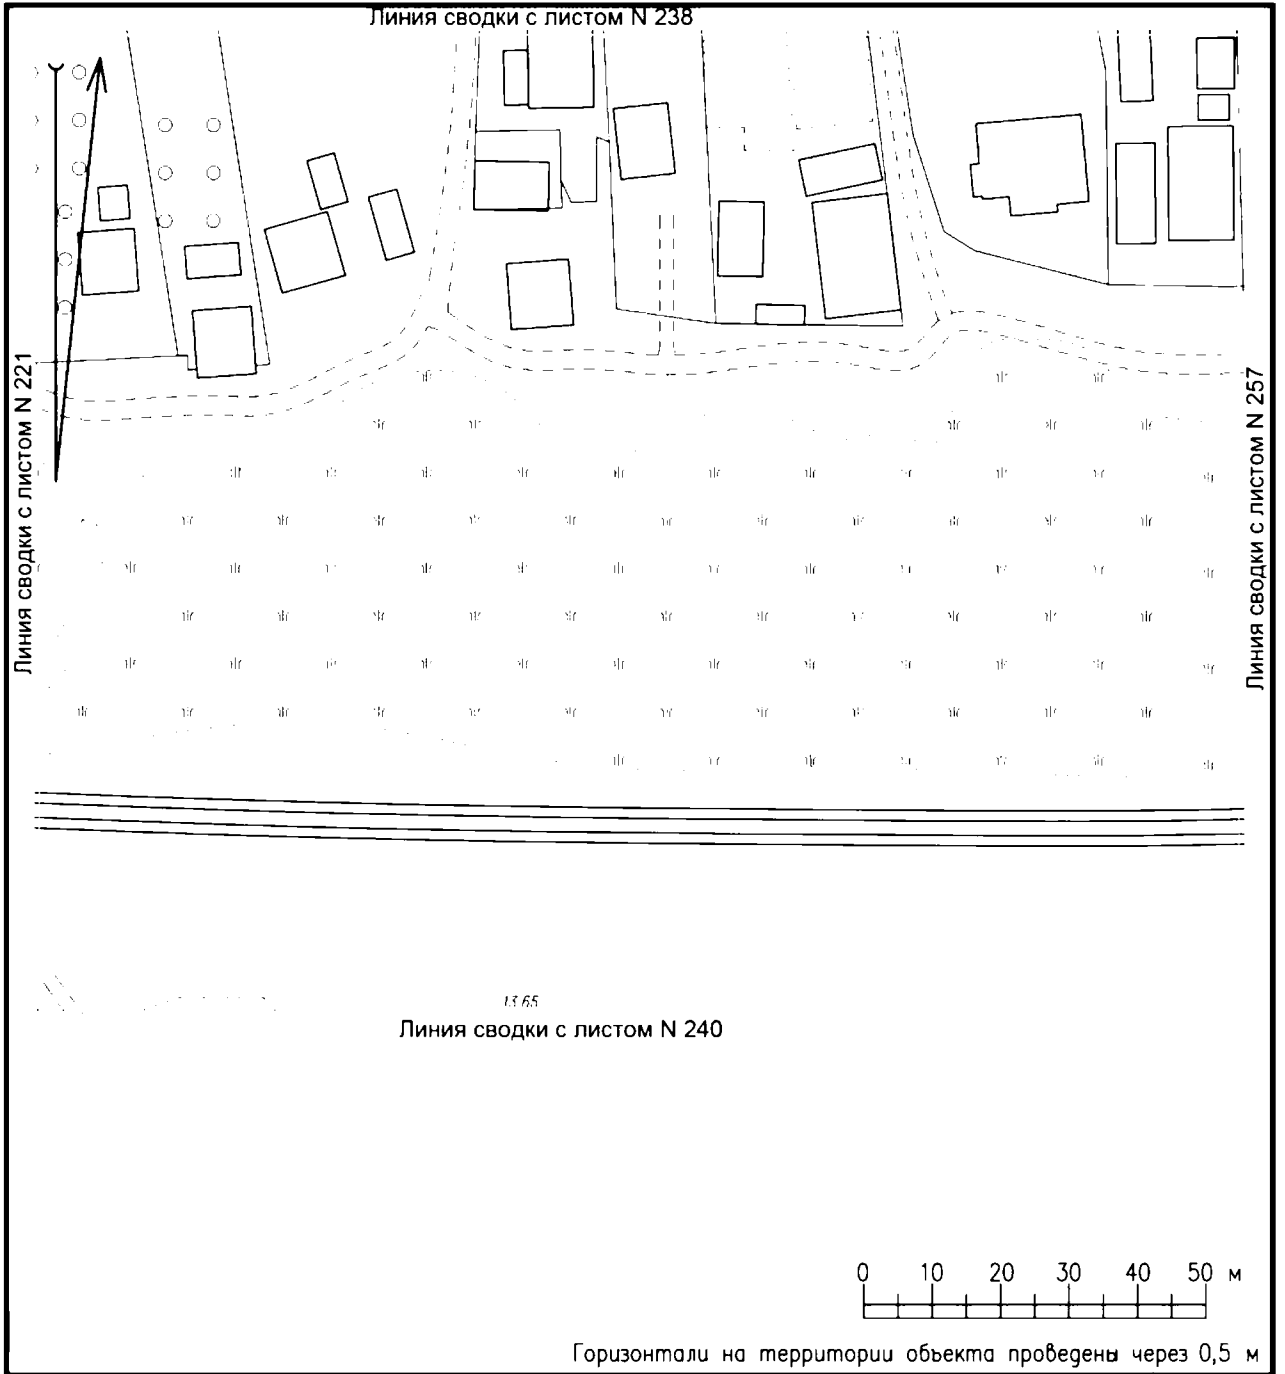 Линия сводки с листом N 238
Линия сводки с листом N 221
Линия сводки с листом N 257
13.65
Линия сводки с листом N 240
0 10 20 30 40 50 м
Горизонтали на территории объекта проведены через 0,5 м